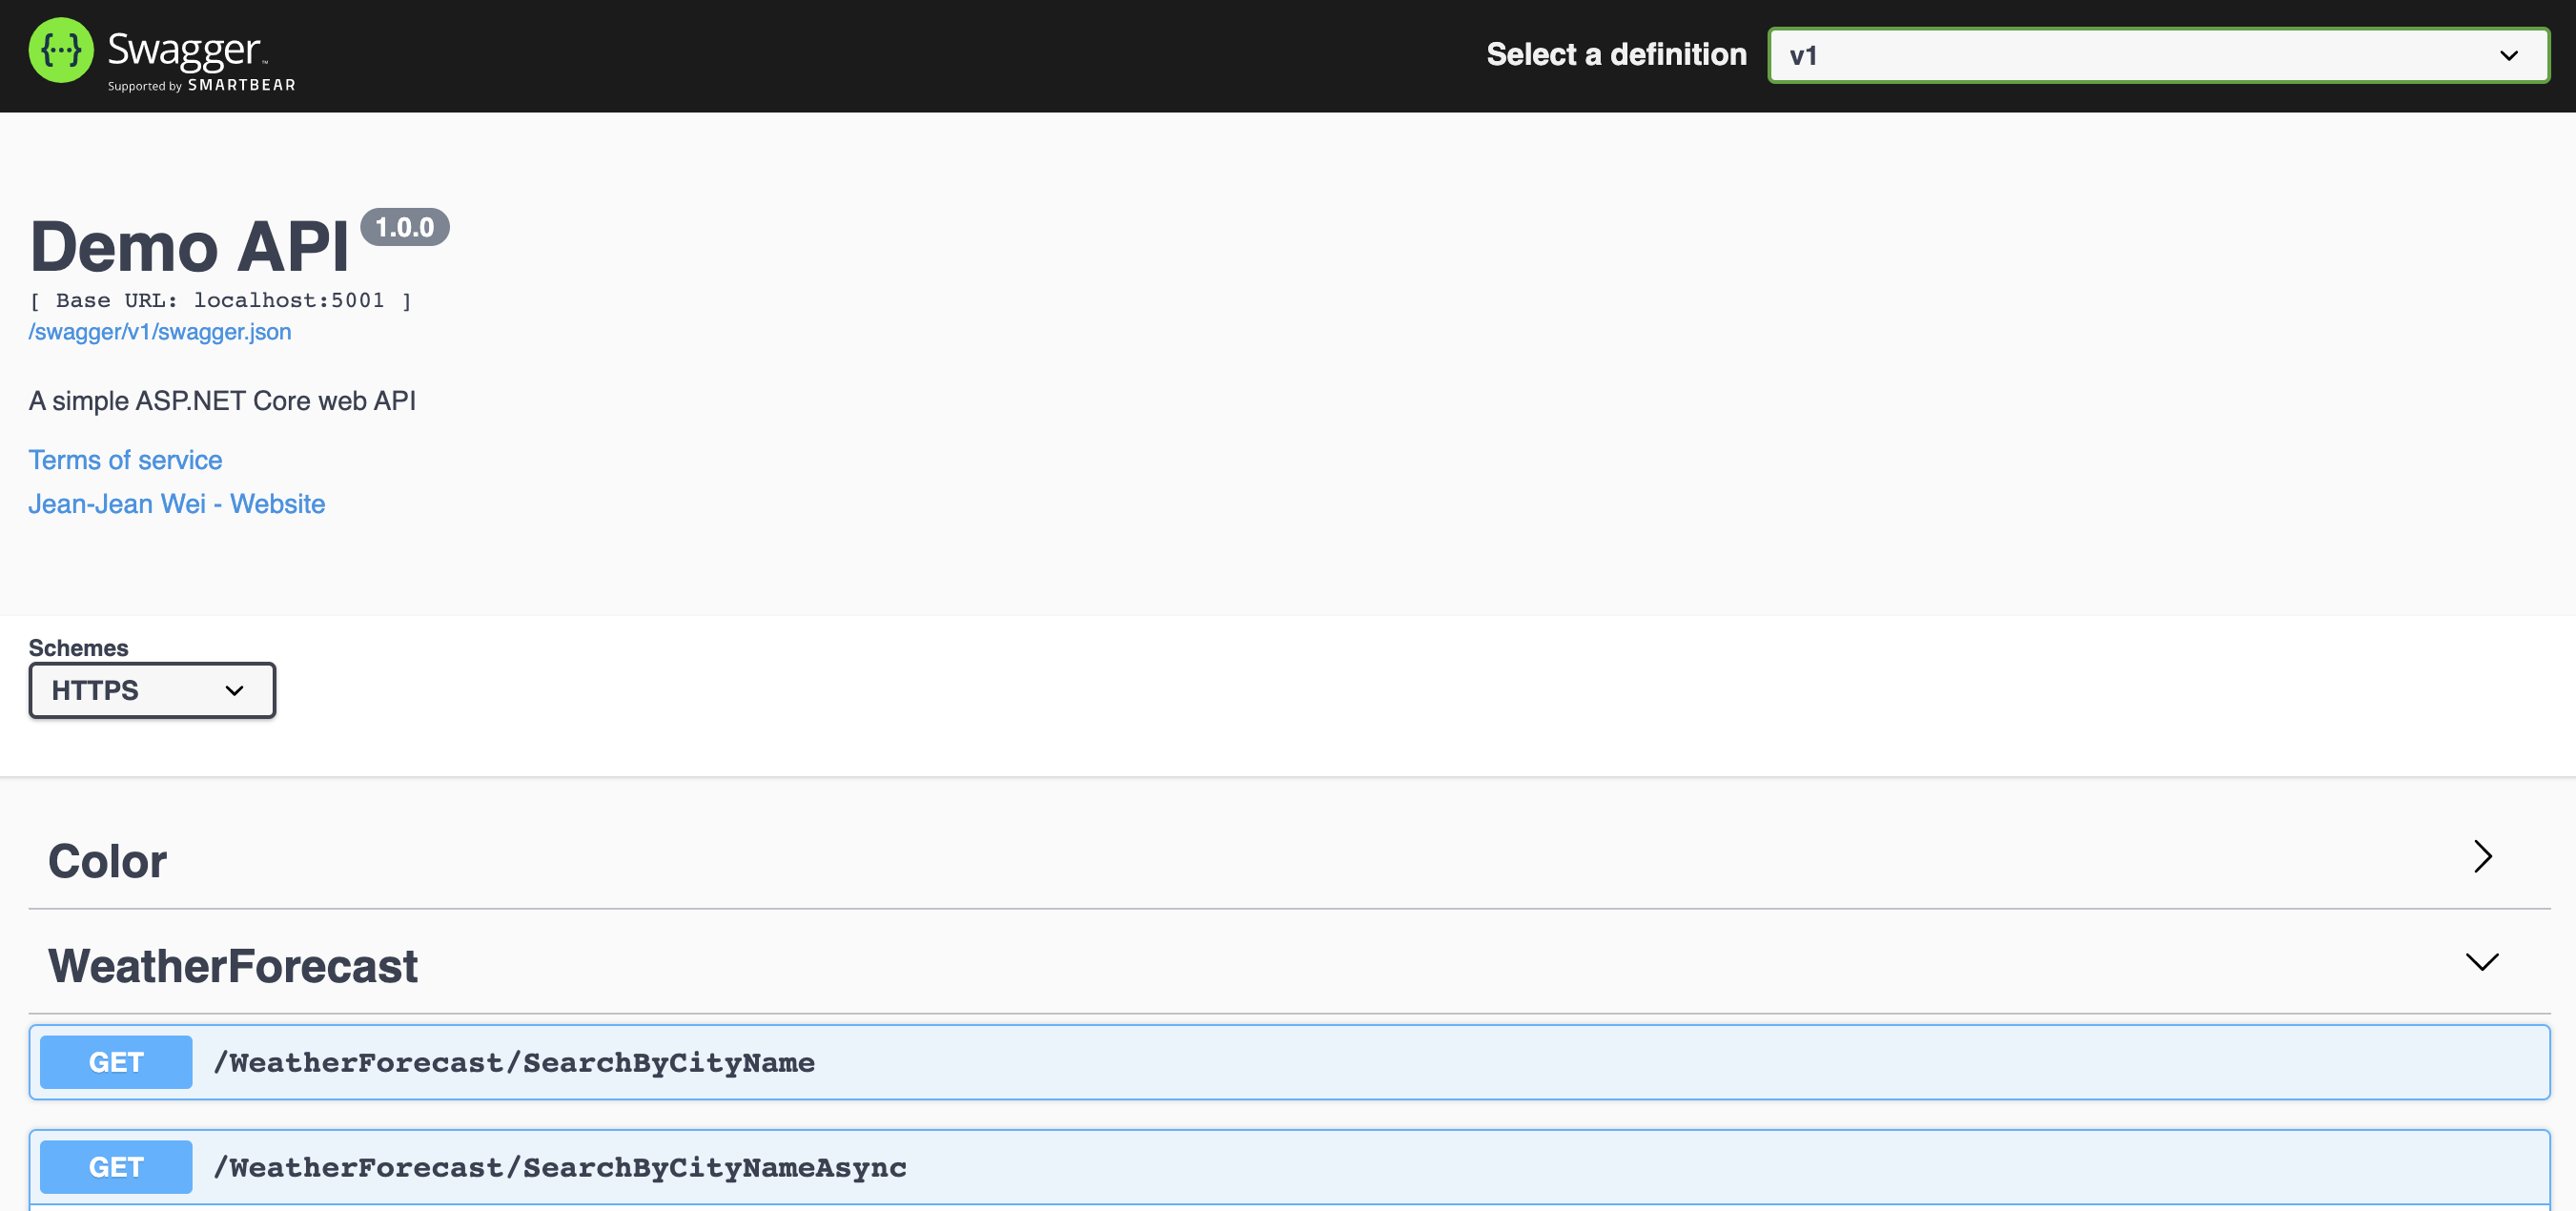 {···} Swagger™
Supported by SMARTBEAR
Select a definition
v1
Demo API 1.0.0
[ Base URL: localhost:5001 ]
/swagger/v1/swagger.json
A simple ASP.NET Core web API
Terms of service
Jean-Jean Wei - Website
Schemes
HTTPS
Color
WeatherForecast
GET /WeatherForecast/SearchByCityName
GET /WeatherForecast/SearchByCityNameAsync